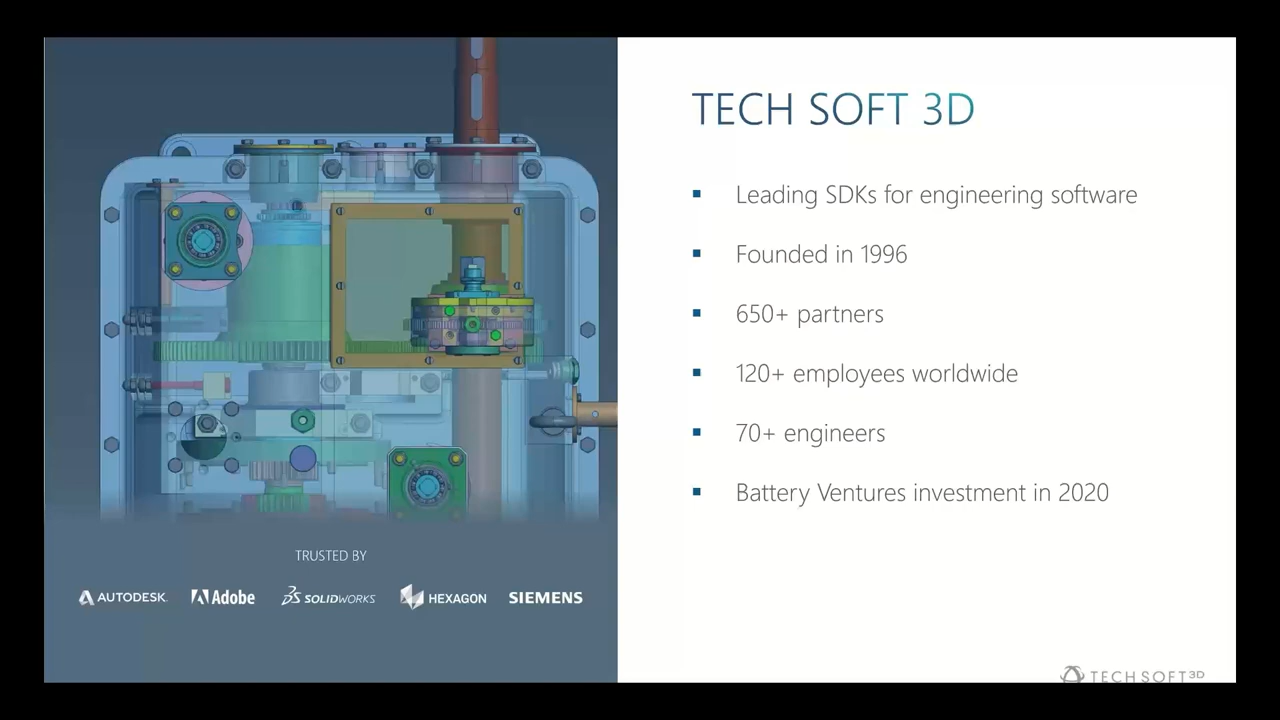 TECH SOFT 3D
Leading SDKs for engineering software
Founded in 1996
650+ partners
120+ employees worldwide
70+ engineers
Battery Ventures investment in 2020
TRUSTED BY
AUTODESK. Adobe SOLIDWORKS HEXAGON SIEMENS
TECH SOFT 3D